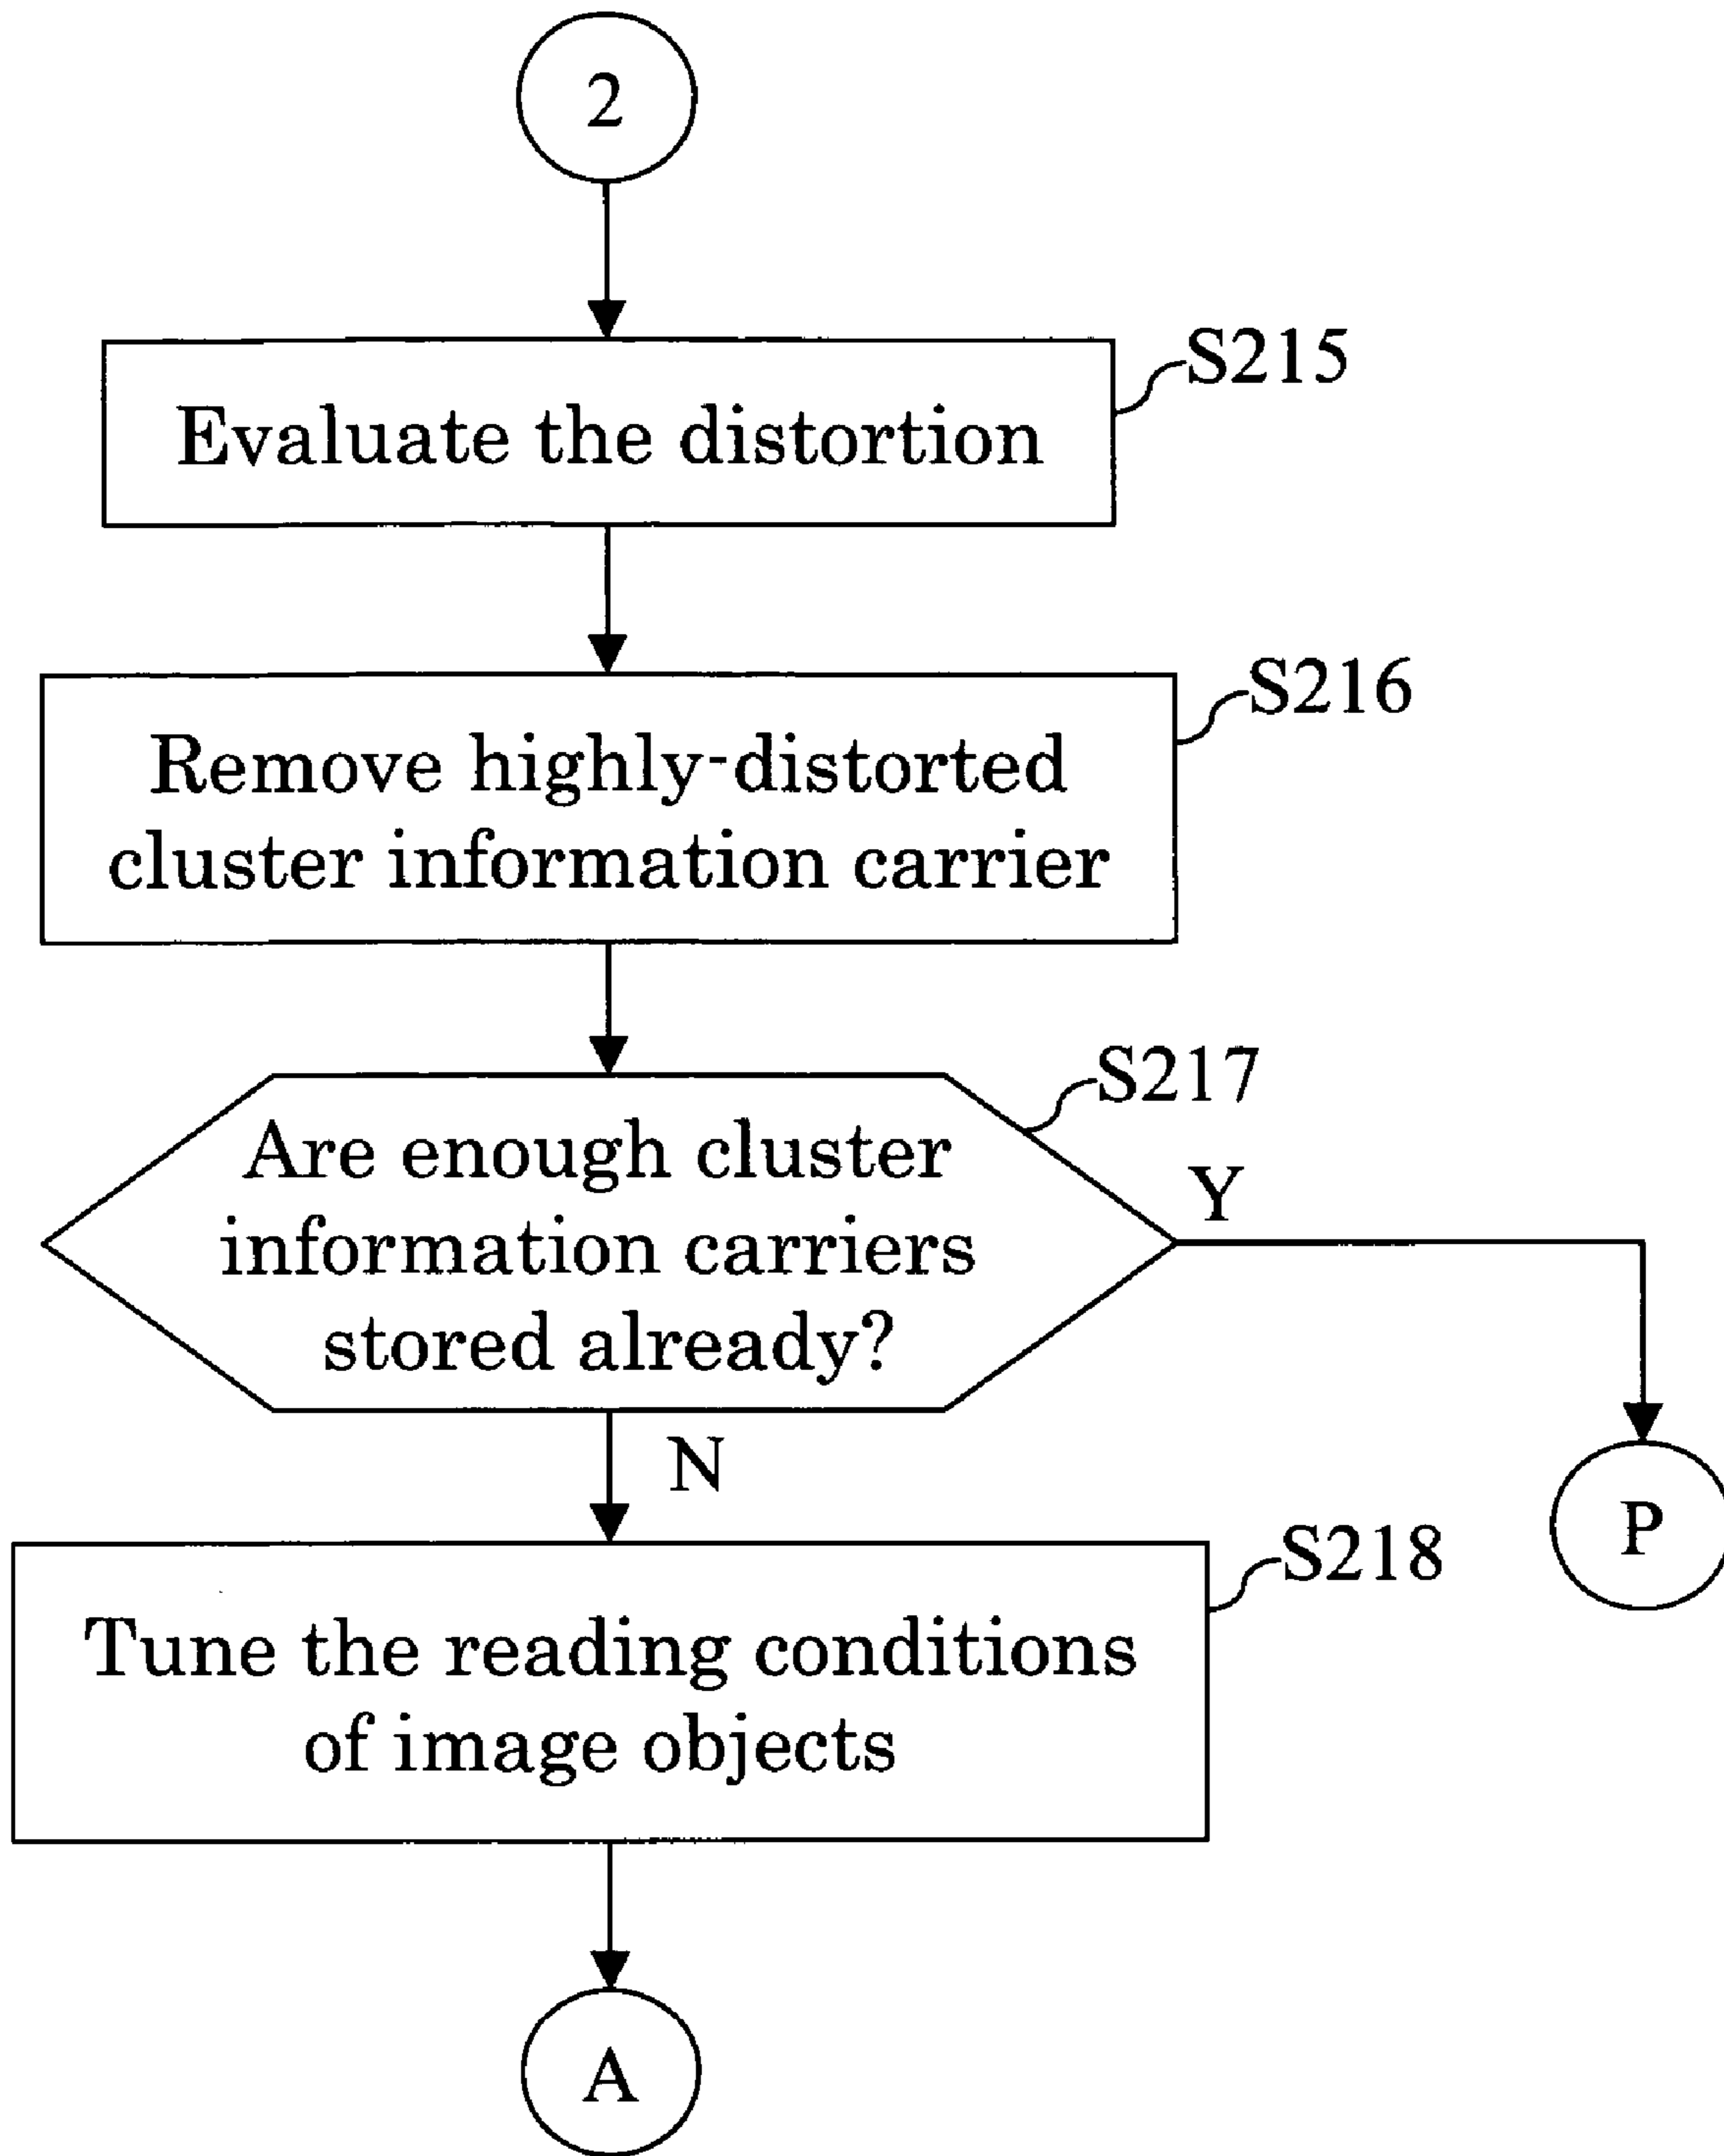 2
S215
Evaluate the distortion
S216
Remove highly-distorted
cluster information carrier
S217
Are enough cluster
information carriers
stored already?
Y
N
P
S218
Tune the reading conditions
of image objects
A